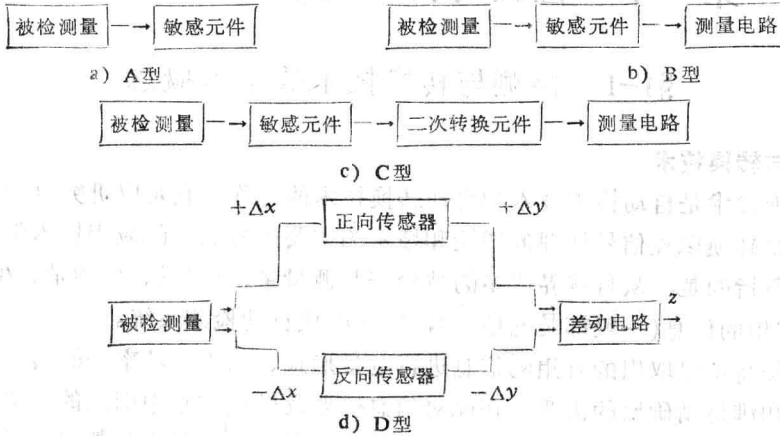 被检测量 敏感元件 被检测量 敏感元件 测量电路
a) A型 b) B型
被检测量 敏感元件 二次转换元件 测量电路
c) C型
+Δx 正向传感器 +Δy
被检测量 差动电路 z
−Δx 反向传感器 −Δy
d) D型